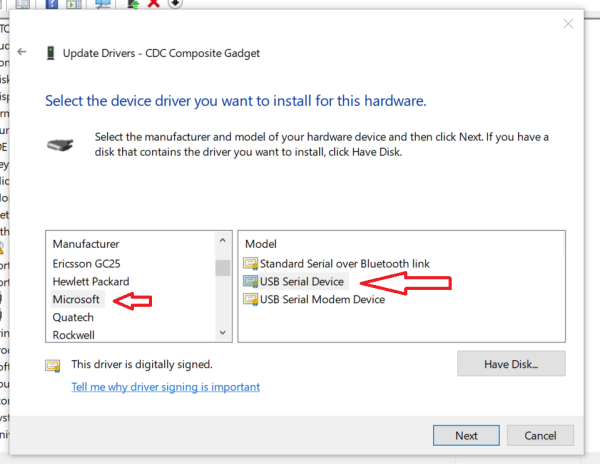 Update Drivers - CDC Composite Gadget
Select the device driver you want to install for this hardware.
Select the manufacturer and model of your hardware device and then click Next. If you have a
disk that contains the driver you want to install, click Have Disk.
Manufacturer
Ericsson GC25
Hewlett Packard
Microsoft
Quatech
Rockwell
Model
Standard Serial over Bluetooth link
USB Serial Device
USB Serial Modem Device
This driver is digitally signed.
Tell me why driver signing is important
Have Disk...
Next
Cancel